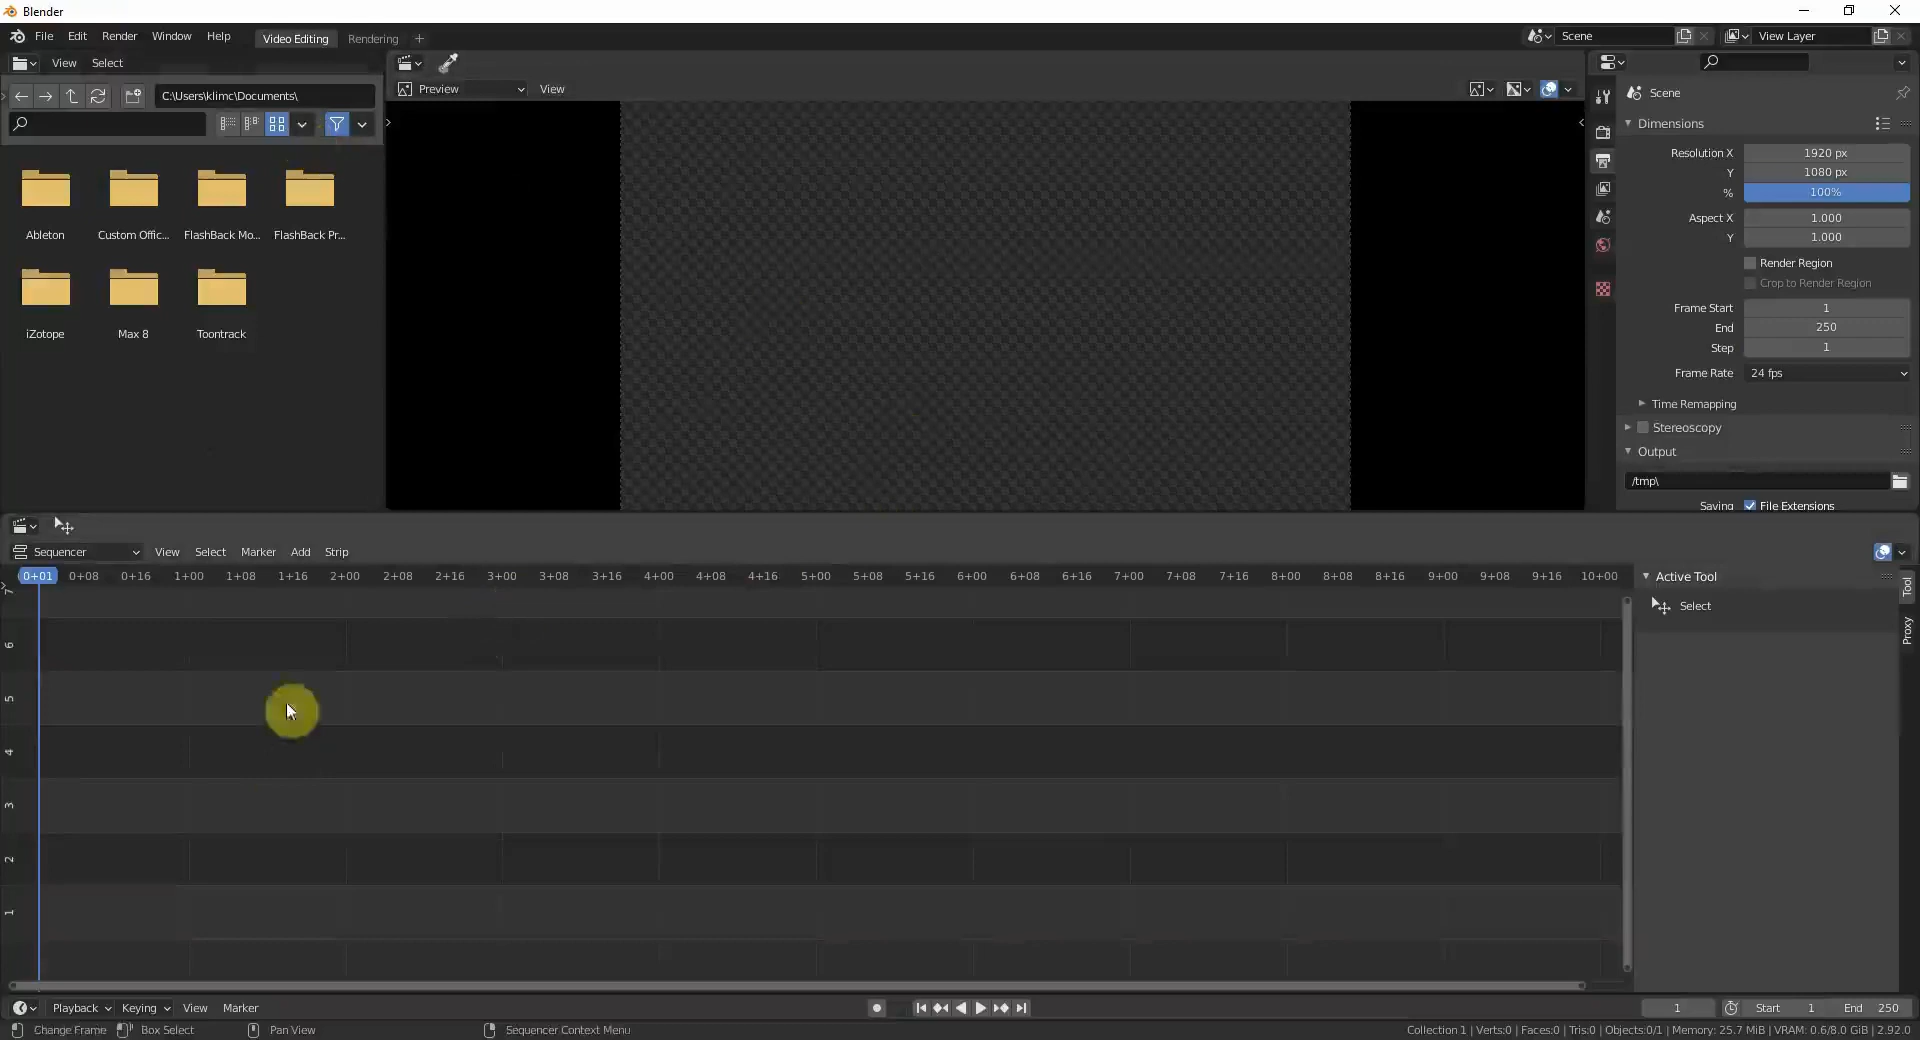 Blender
File Edit Render Window Help Video Editing Rendering + Scene View Layer
View Select
C:\Users\klimc\Documents\
Preview View
Ableton Custom Offic... FlashBack Mo... FlashBack Pr...
iZotope Max 8 Toontrack
Scene
Dimensions
Resolution X 1920 px
Y 1080 px
% 100%
Aspect X 1.000
Y 1.000
Render Region
Crop to Render Region
Frame Start 1
End 250
Step 1
Frame Rate 24 fps
Time Remapping
Stereoscopy
Output
/tmp\
Saving File Extensions
Sequencer View Select Marker Add Strip
0+01 0+08 0+16 1+00 1+08 1+16 2+00 2+08 2+16 3+00 3+08 3+16 4+00 4+08 4+16 5+00 5+08 5+16 6+00 6+08 6+16 7+00 7+08 7+16 8+00 8+08 8+16 9+00 9+08 9+16 10+00
7
6
5
4
3
2
1
Active Tool
Select
Tool
Proxy
Playback Keying View Marker 1 Start 1 End 250
Change Frame Box Select Pan View Sequencer Context Menu Collection 1 | Verts:0 | Faces:0 | Tris:0 | Objects:0/1 | Memory: 25.7 MiB | VRAM: 0.6/8.0 GiB | 2.92.0